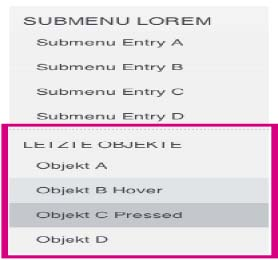 SUBMENU LOREM
Submenu Entry A
Submenu Entry B
Submenu Entry C
Submenu Entry D
LETZTE OBJEKTE
Objekt A
Objekt B Hover
Objekt C Pressed
Objekt D